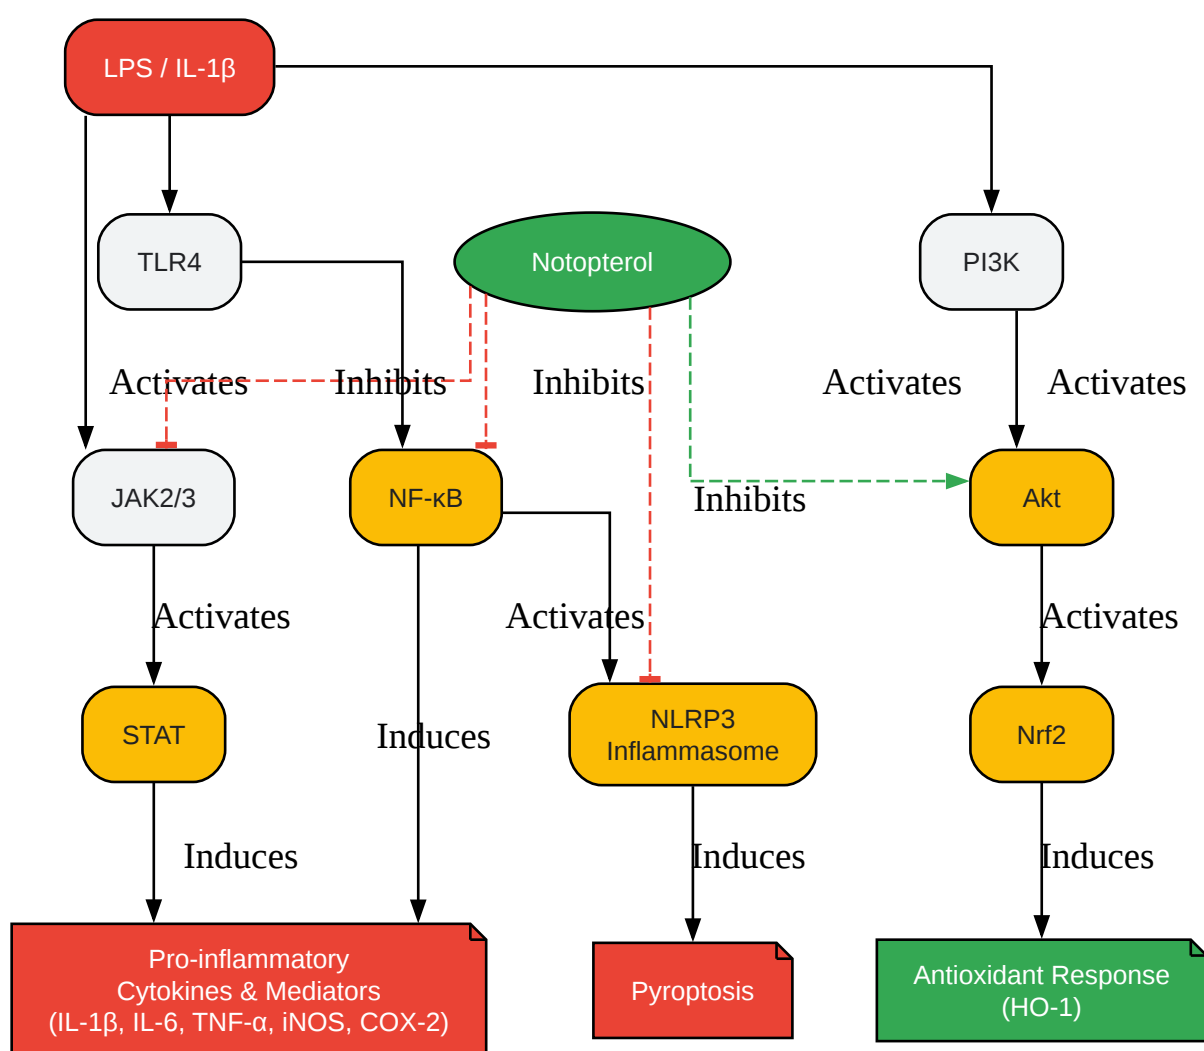 LPS / IL-1β
TLR4
Notopterol
PI3K
Activates
Inhibits
Inhibits
Activates
Activates
JAK2/3
NF-κB
Inhibits
Akt
Activates
Activates
Activates
STAT
Induces
NLRP3
Inflammasome
Nrf2
Induces
Induces
Induces
Pro-inflammatory
Cytokines & Mediators
(IL-1β, IL-6, TNF-α, iNOS, COX-2)
Pyroptosis
Antioxidant Response
(HO-1)